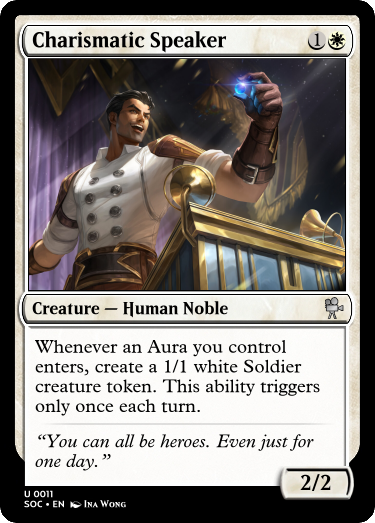 Charismatic Speaker 1
Creature — Human Noble
Whenever an Aura you control
enters, create a 1/1 white Soldier
creature token. This ability triggers
only once each turn.
“You can all be heroes. Even just for
one day.”
2/2
U 0011
SOC • EN Ina Wong